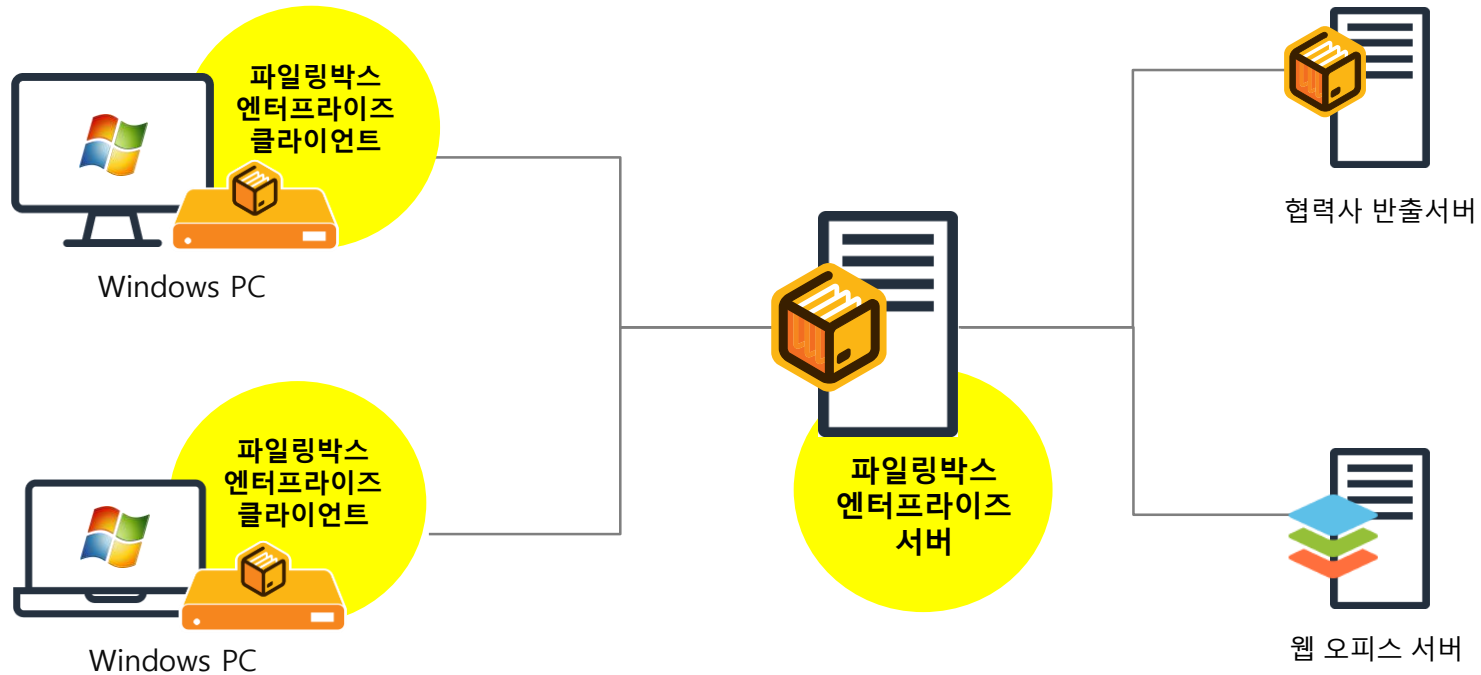 파일링박스
엔터프라이즈
클라이언트
Windows PC
파일링박스
엔터프라이즈
클라이언트
Windows PC
파일링박스
엔터프라이즈
서버
협력사 반출서버
웹 오피스 서버